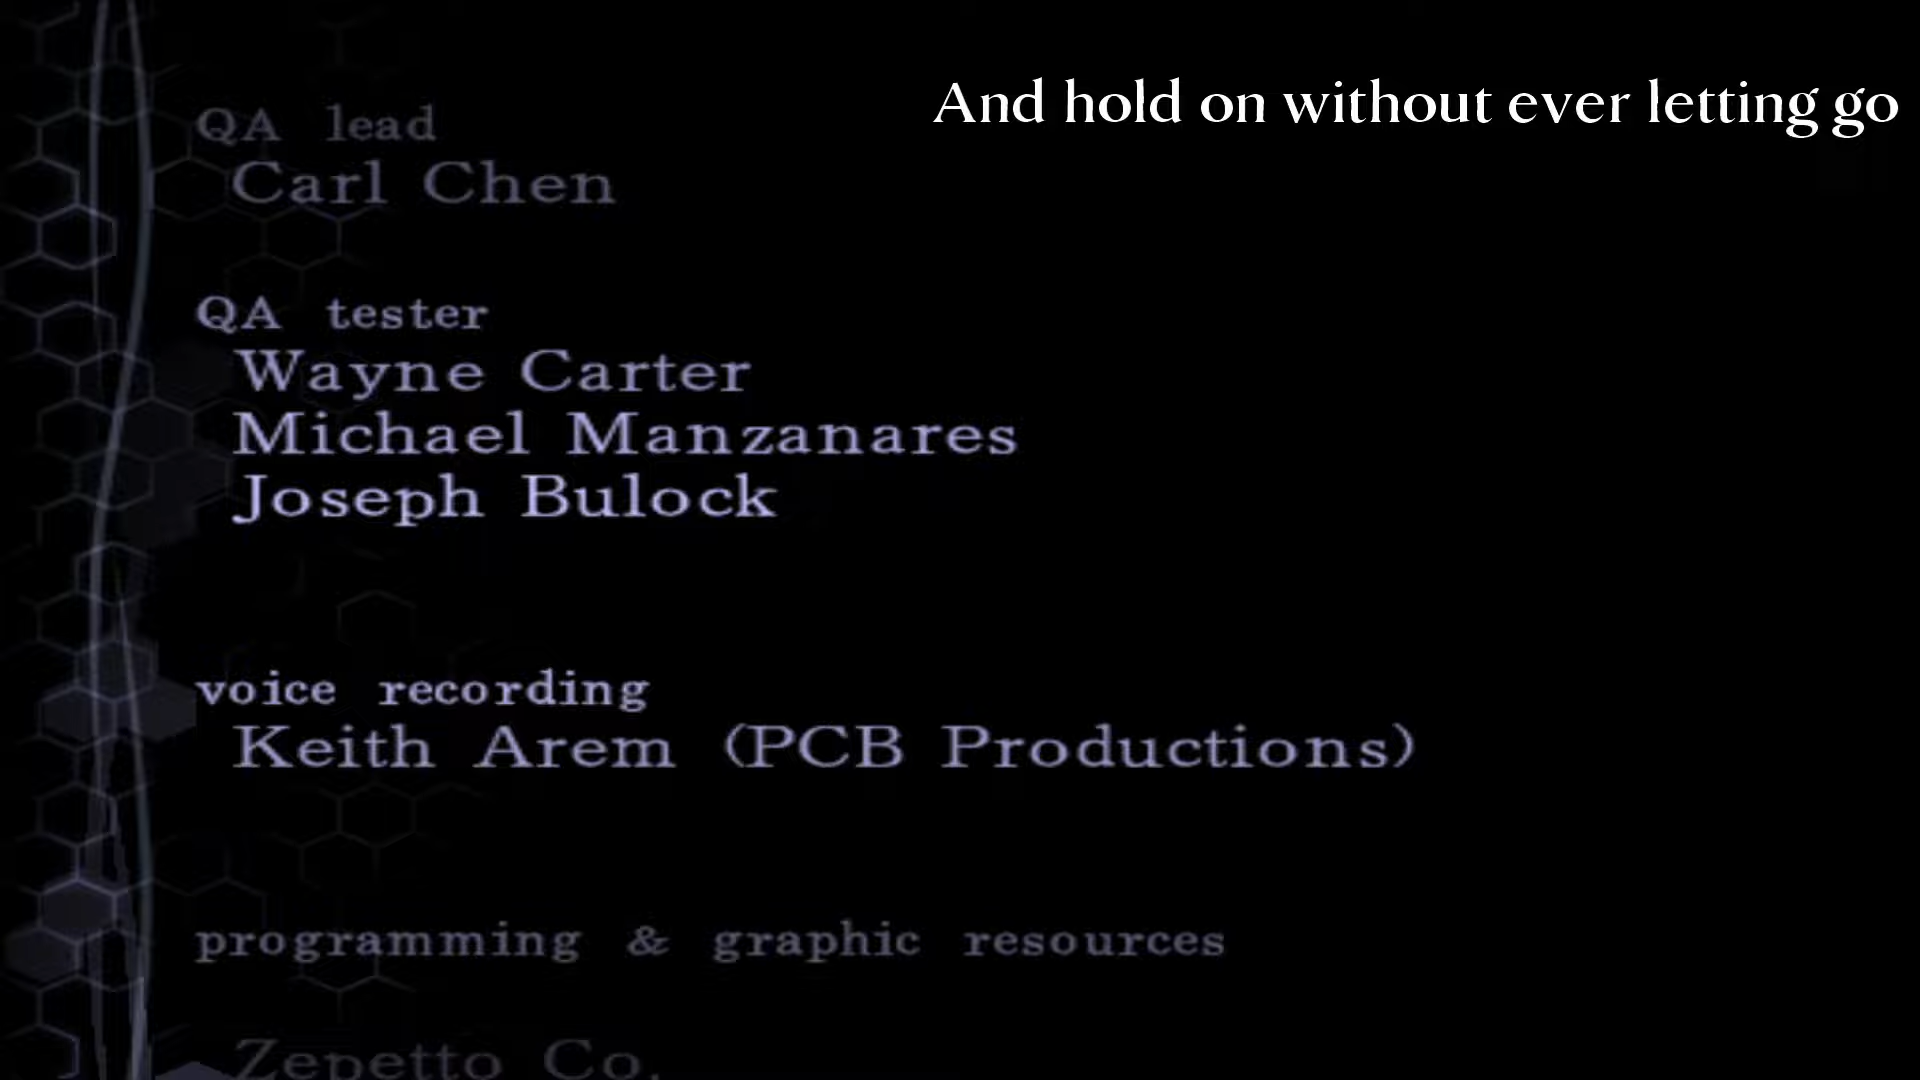 And hold on without ever letting go
QA lead
Carl Chen
QA tester
Wayne Carter
Michael Manzanares
Joseph Bulock
voice recording
Keith Arem (PCB Productions)
programming & graphic resources
Zepetto Co.